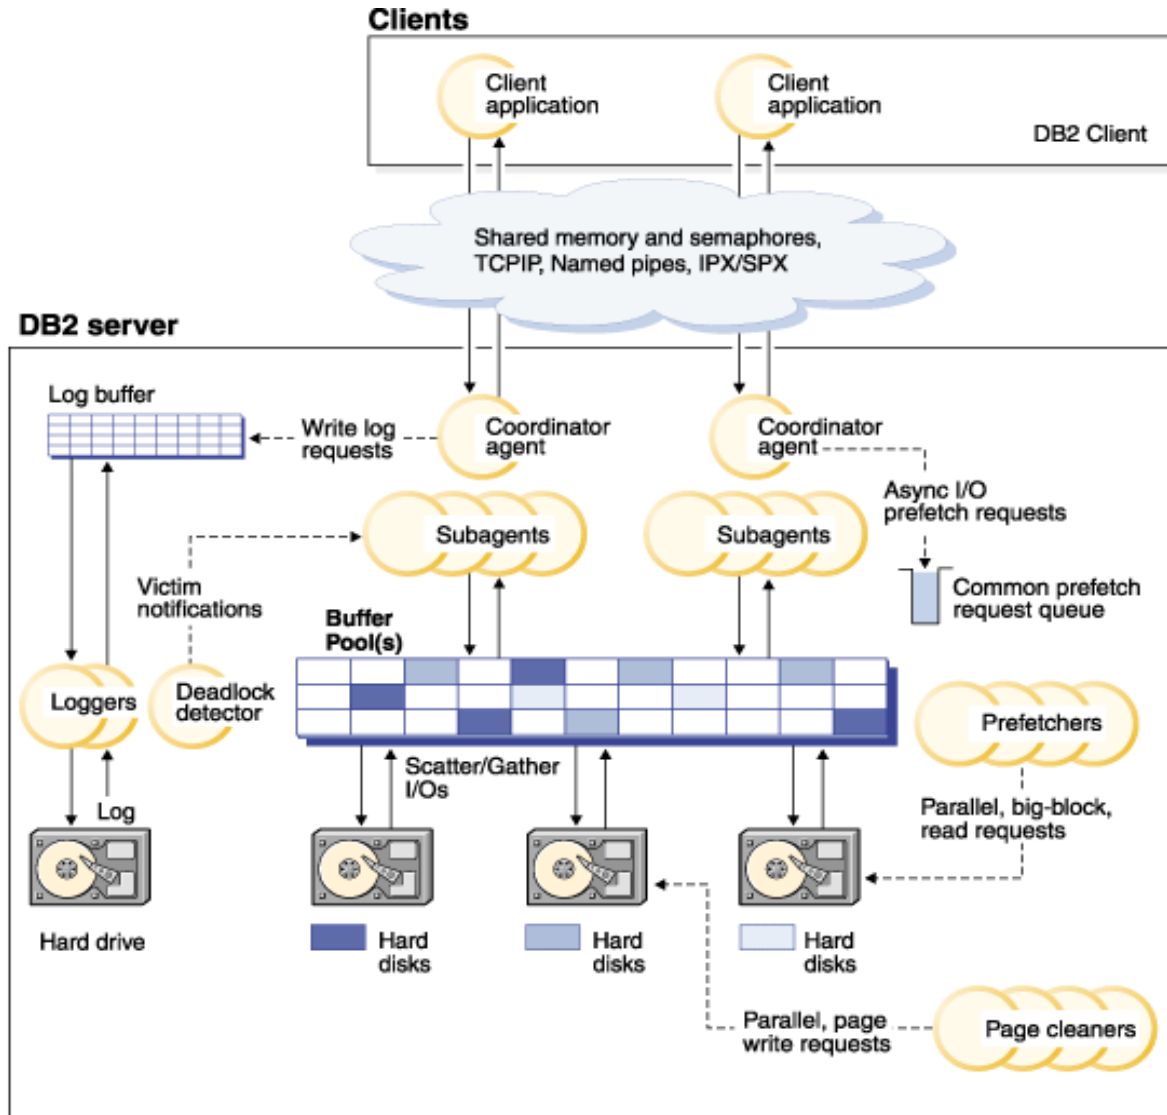 Clients
Client
application
Client
application
DB2 Client
Shared memory and semaphores,
TCPIP, Named pipes, IPX/SPX
DB2 server
Log buffer
Write log
requests
Coordinator
agent
Coordinator
agent
Async I/O
prefetch requests
Subagents
Subagents
Common prefetch
request queue
Victim
notifications
Buffer
Pool(s)
Loggers
Deadlock
detector
Prefetchers
Scatter/Gather
I/Os
Log
Parallel, big-block,
read requests
Hard drive
Hard
disks
Hard
disks
Hard
disks
Parallel, page
write requests
Page cleaners